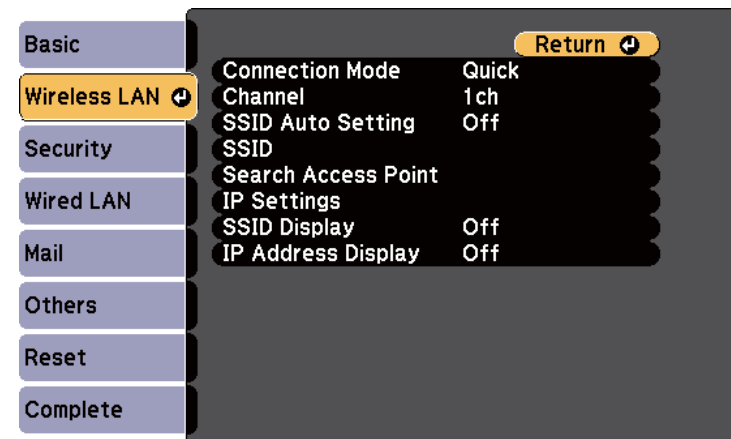 Basic
Wireless LAN
Security
Wired LAN
Mail
Others
Reset
Complete
Return
Connection Mode Quick
Channel 1ch
SSID Auto Setting Off
SSID
Search Access Point
IP Settings
SSID Display Off
IP Address Display Off